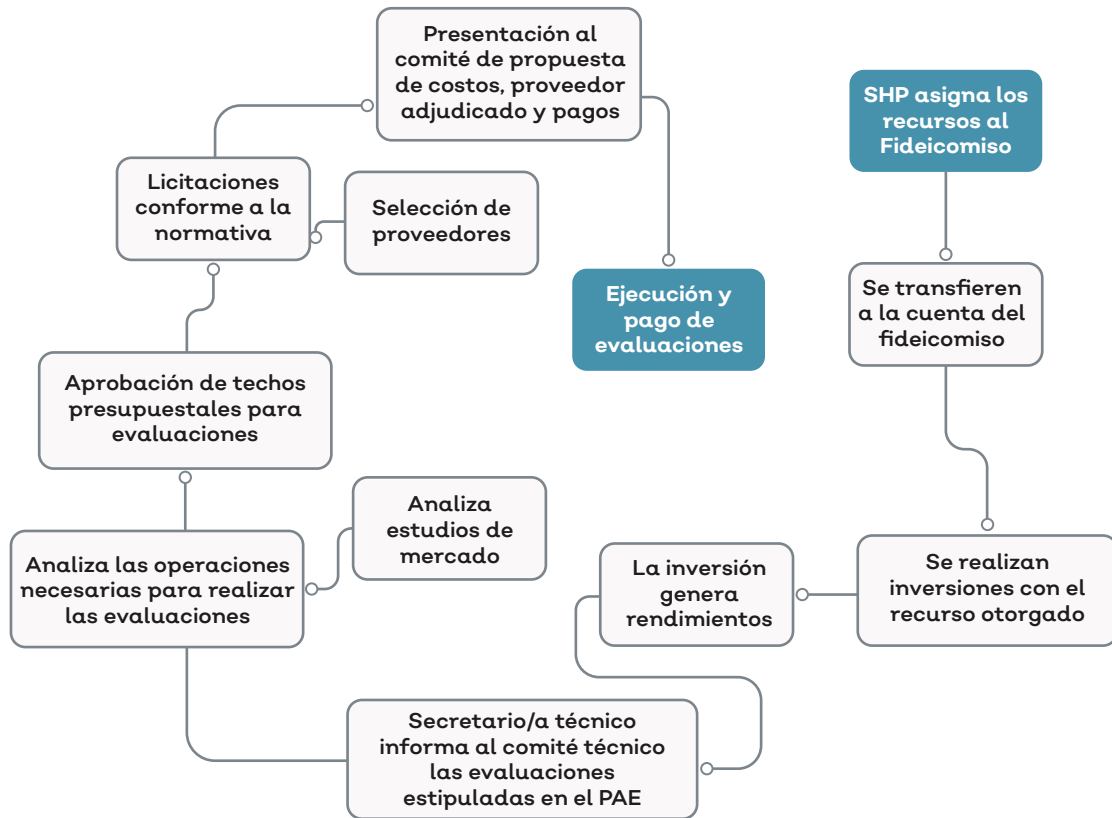 Presentación al
comité de propuesta
de costos, proveedor
adjudicado y pagos
SHP asigna los
recursos al
Fideicomiso
Licitaciones
conforme a la
normativa
Selección de
proveedores
Ejecución y
pago de
evaluaciones
Se transfieren
a la cuenta del
fideicomiso
Aprobación de techos
presupuestales para
evaluaciones
Analiza
estudios de
mercado
Analiza las operaciones
necesarias para realizar
las evaluaciones
La inversión
genera
rendimientos
Se realizan
inversiones con el
recurso otorgado
Secretario/a técnico
informa al comité técnico
las evaluaciones
estipuladas en el PAE